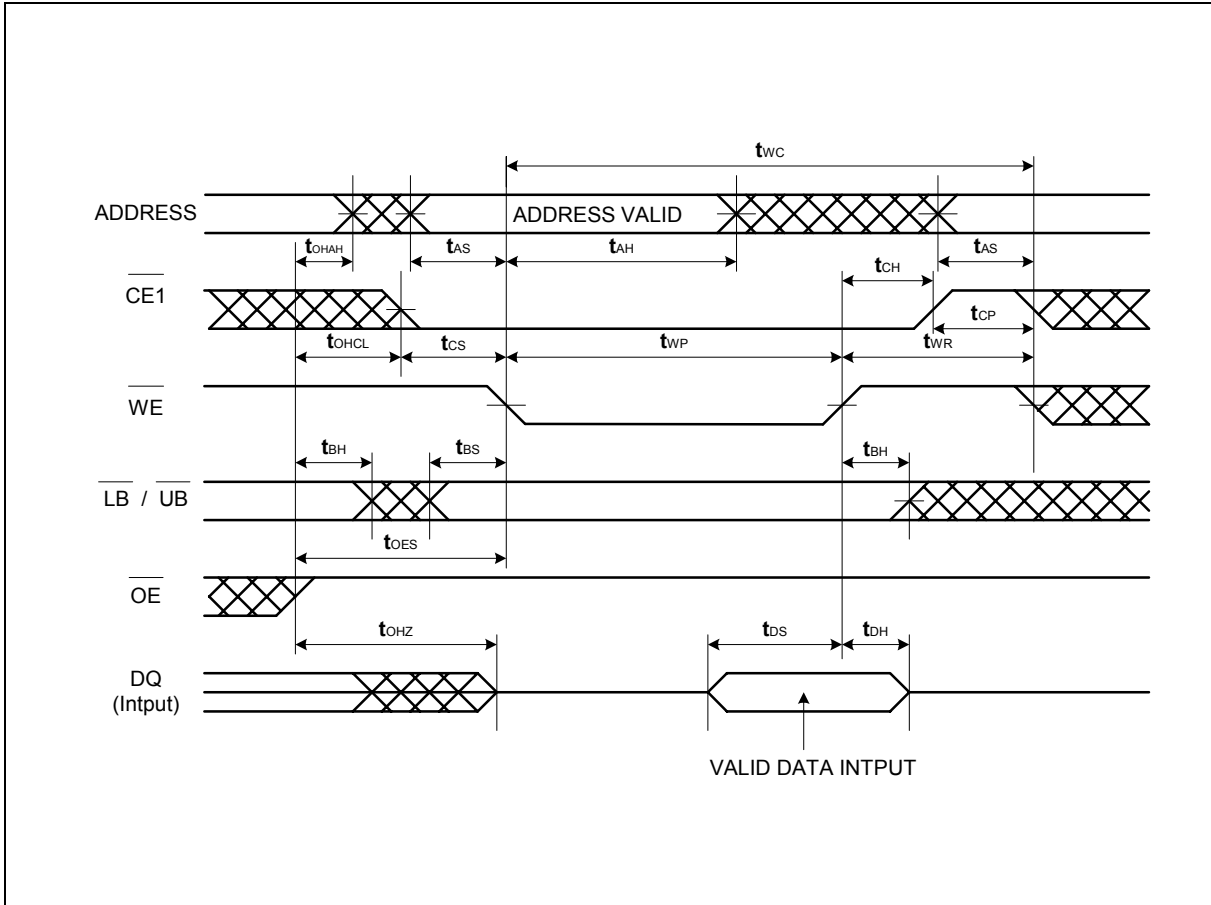 tWC
ADDRESS
ADDRESS VALID
tOHAH
tAS
tAH
tCH
tAS
CE1
tCP
tOHCL
tCS
tWP
tWR
WE
tBH
tBS
tBH
LB / UB
tOES
OE
tOHZ
tDS
tDH
DQ
(Intput)
VALID DATA INTPUT